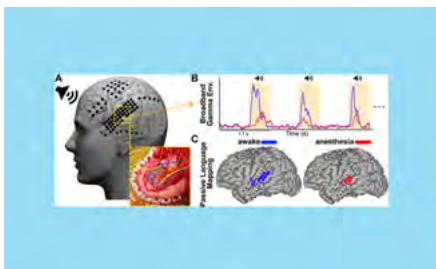 A
B
Broadband
Gamma Env.
Time (s)
C
awake
anesthesia
Passive Language
Mapping